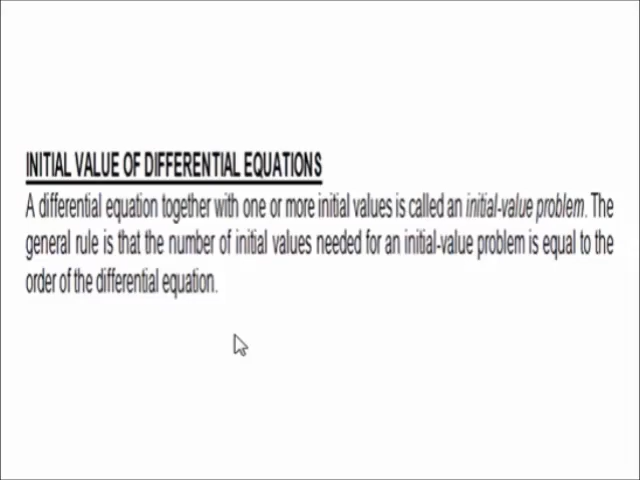 INITIAL VALUE OF DIFFERENTIAL EQUATIONS
A differential equation together with one or more initial values is called an initial-value problem. The
general rule is that the number of initial values needed for an initial-value problem is equal to the
order of the differential equation.